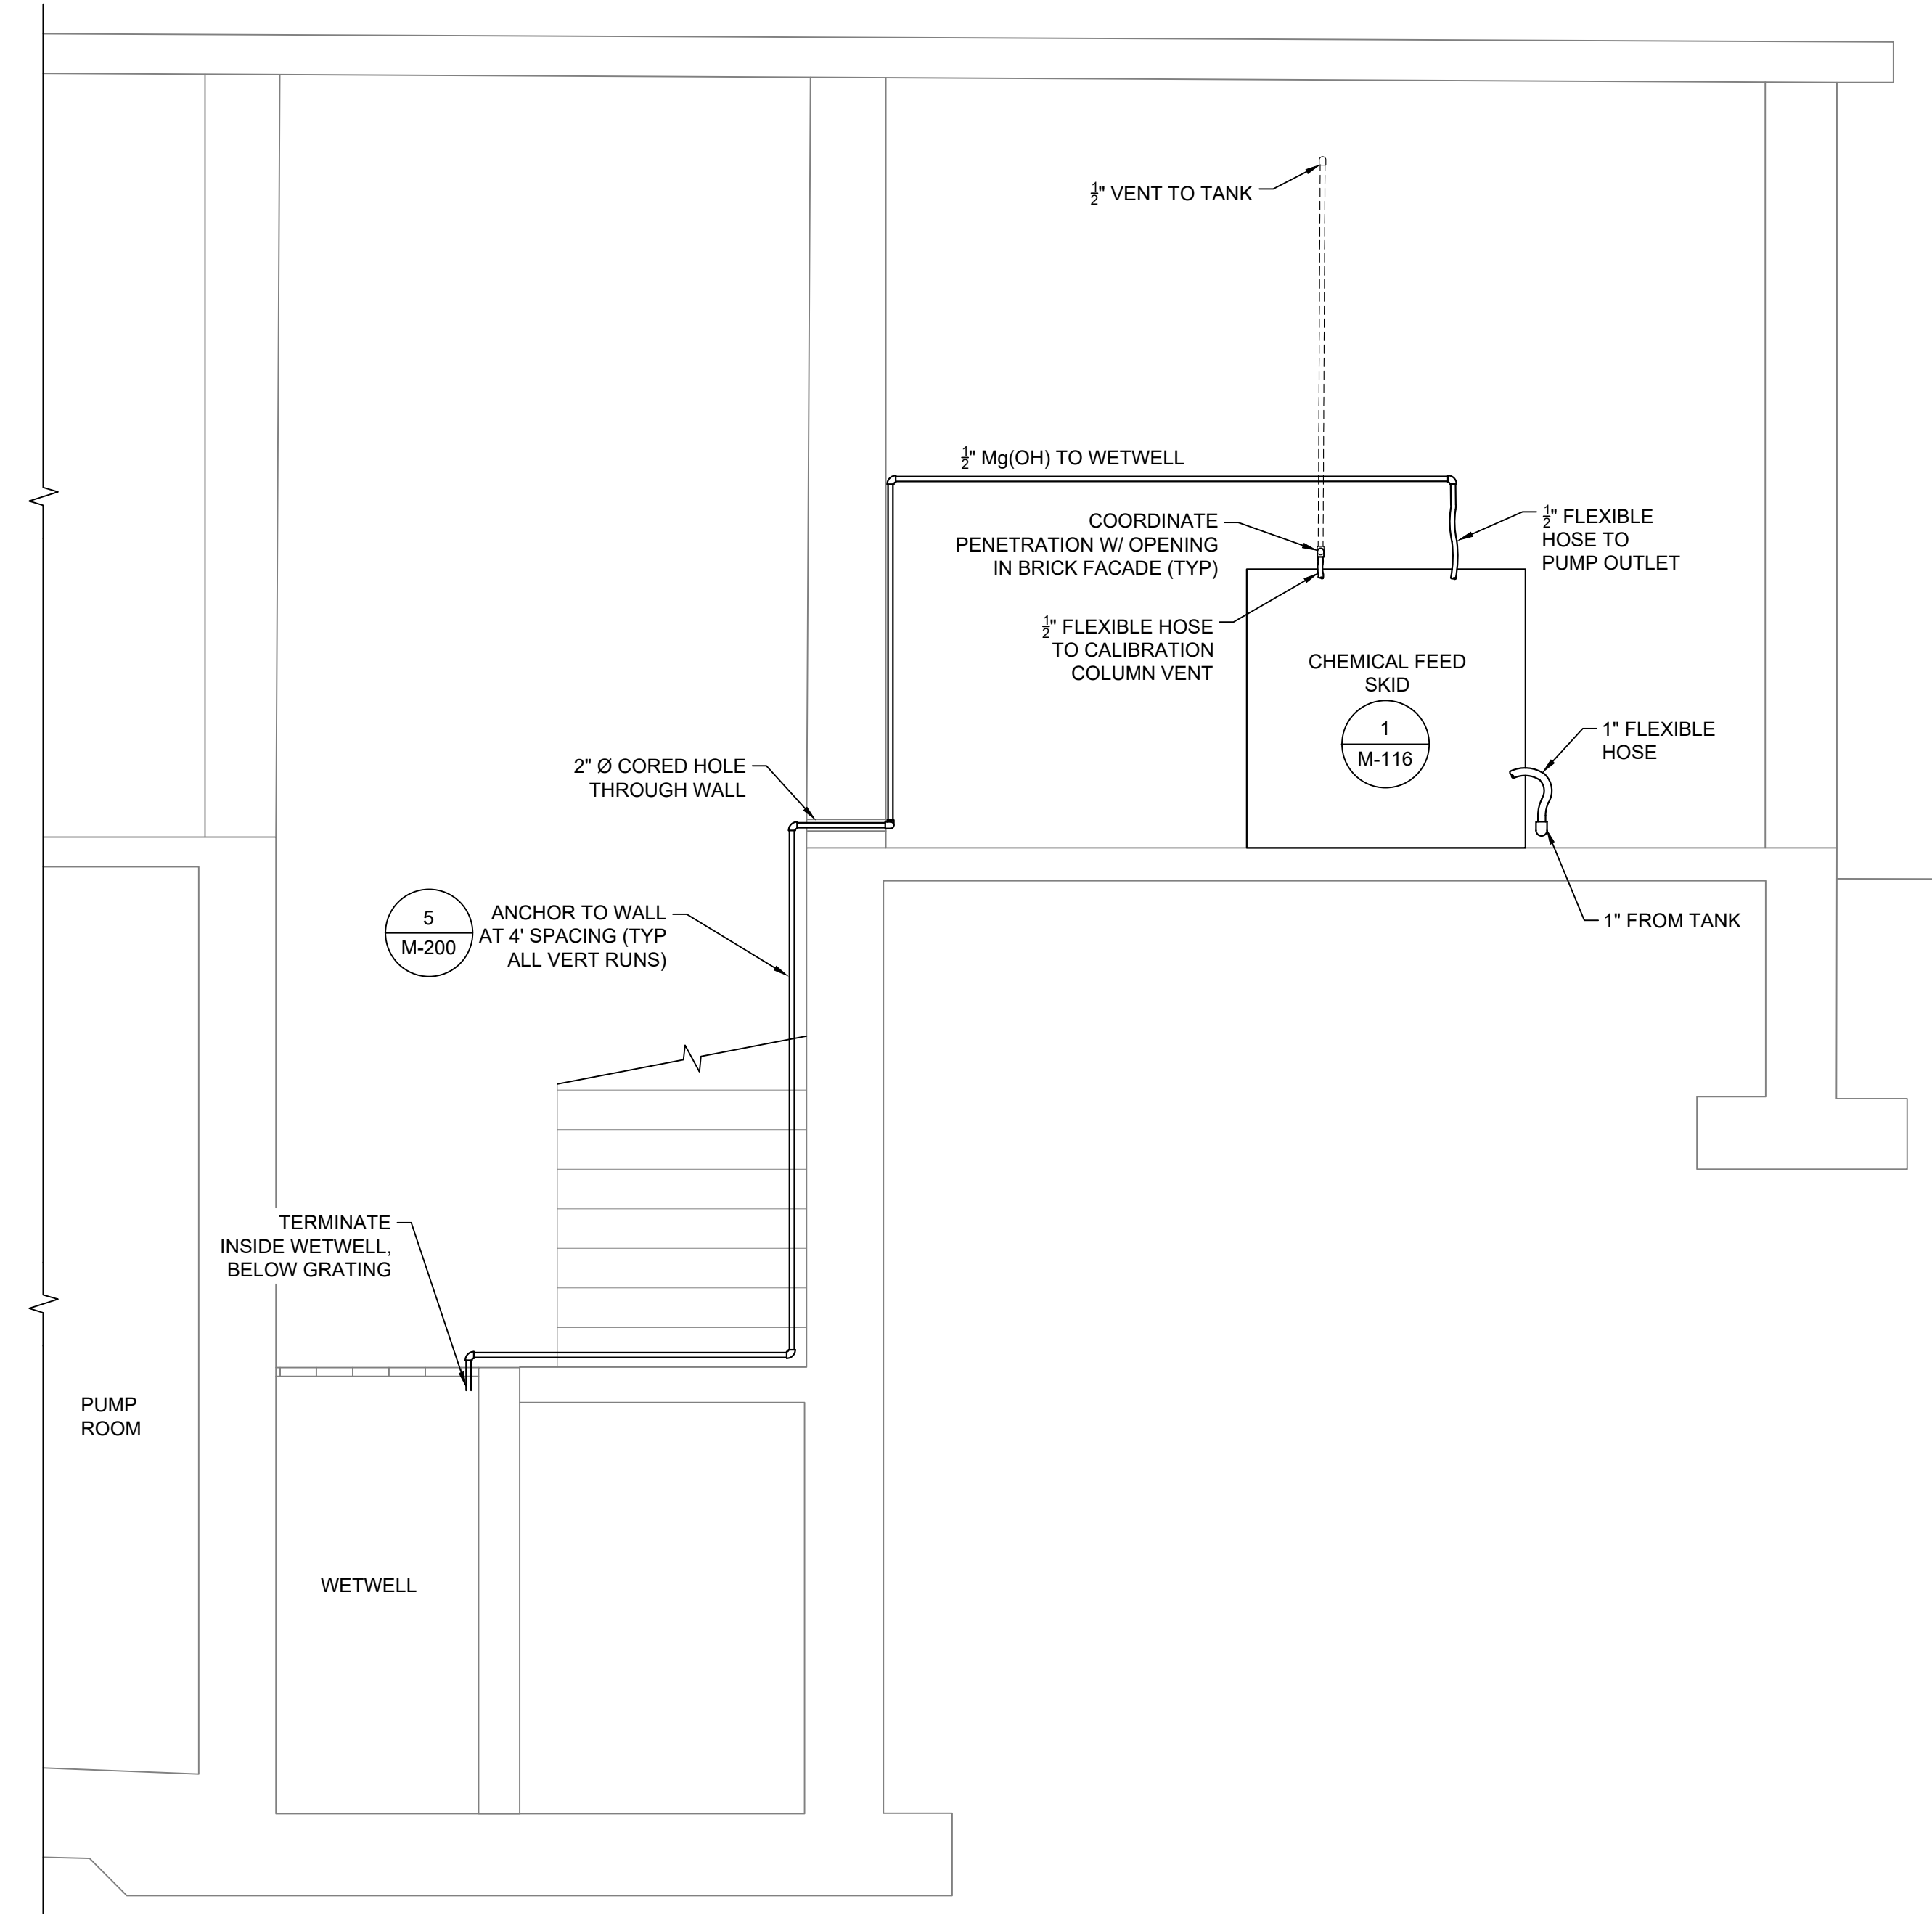 ½" VENT TO TANK
½" Mg(OH) TO WETWELL
COORDINATE
PENETRATION W/ OPENING
IN BRICK FACADE (TYP)
½" FLEXIBLE
HOSE TO
PUMP OUTLET
½" FLEXIBLE HOSE
TO CALIBRATION
COLUMN VENT
CHEMICAL FEED
SKID
1
M-116
1" FLEXIBLE
HOSE
2" Ø CORED HOLE
THROUGH WALL
5
M-200
ANCHOR TO WALL
AT 4' SPACING (TYP
ALL VERT RUNS)
1" FROM TANK
TERMINATE
INSIDE WETWELL,
BELOW GRATING
PUMP
ROOM
WETWELL